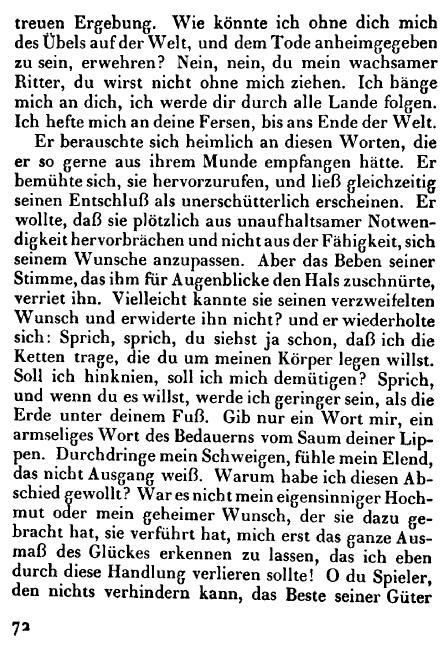 treuen Ergebung. Wie könnte ich ohne dich mich
des Übels auf der Welt, und dem Tode anheimgegeben
zu sein, erwehren? Nein, nein, du mein wachsamer
Ritter, du wirst nicht ohne mich ziehen. Ich hänge
mich an dich, ich werde dir durch alle Lande folgen.
Ich hefte mich an deine Fersen, bis ans Ende der Welt.
Er berauschte sich heimlich an diesen Worten, die
er so gerne aus ihrem Munde empfangen hätte. Er
bemühte sich, sie hervorzurufen, und ließ gleichzeitig
seinen Entschluß als unerschütterlich erscheinen. Er
wollte, daß sie plötzlich aus unaufhaltsamer Notwen-
digkeit hervorbrächen und nicht aus der Fähigkeit, sich
seinem Wunsche anzupassen. Aber das Beben seiner
Stimme, das ihm für Augenblicke den Hals zuschnürte,
verriet ihn. Vielleicht kannte sie seinen verzweifelten
Wunsch und erwiderte ihn nicht? und er wiederholte
sich: Sprich, sprich, du siehst ja schon, daß ich die
Ketten trage, die du um meinen Körper legen willst.
Soll ich hinknien, soll ich mich demütigen? Sprich,
und wenn du es willst, werde ich geringer sein, als die
Erde unter deinem Fuß. Gib nur ein Wort mir, ein
armseliges Wort des Bedauerns vom Saum deiner Lip-
pen. Durchdringe mein Schweigen, fühle mein Elend,
das nicht Ausgang weiß. Warum habe ich diesen Ab-
schied gewollt? War es nicht mein eigensinniger Hoch-
mut oder mein geheimer Wunsch, der sie dazu ge-
bracht hat, sie verführt hat, mich erst das ganze Aus-
maß des Glückes erkennen zu lassen, das ich eben
durch diese Handlung verlieren sollte! O du Spieler,
den nichts verhindern kann, das Beste seiner Güter
72